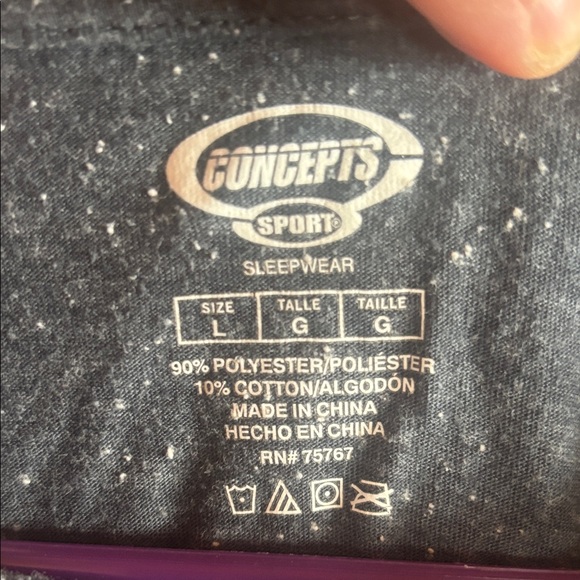 CONCEPTS
SPORT®
SLEEPWEAR
SIZE TALLE TAILLE
L G G
90% POLYESTER/POLIÉSTER
10% COTTON/ALGODÓN
MADE IN CHINA
HECHO EN CHINA
RN# 75767